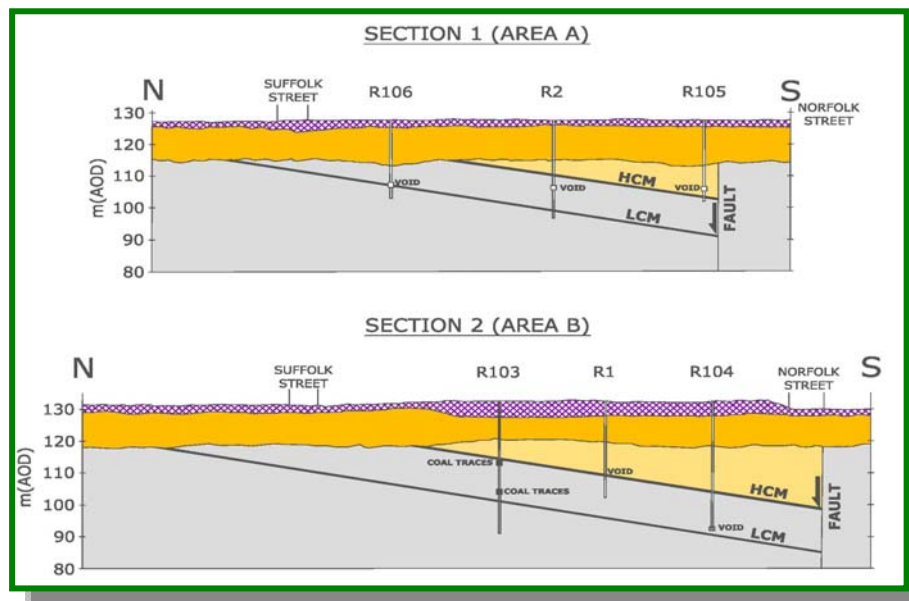 SECTION 1 (AREA A)
N
SUFFOLK
STREET
R106
R2
R105
S
NORFOLK
STREET
130
120
110
100
90
80
m(AOD)
VOID
VOID
VOID
HCM
LCM
FAULT
SECTION 2 (AREA B)
N
SUFFOLK
STREET
R103
R1
R104
NORFOLK
STREET
S
130
120
110
100
90
80
m(AOD)
COAL TRACES
COAL TRACES
VOID
VOID
HCM
LCM
FAULT